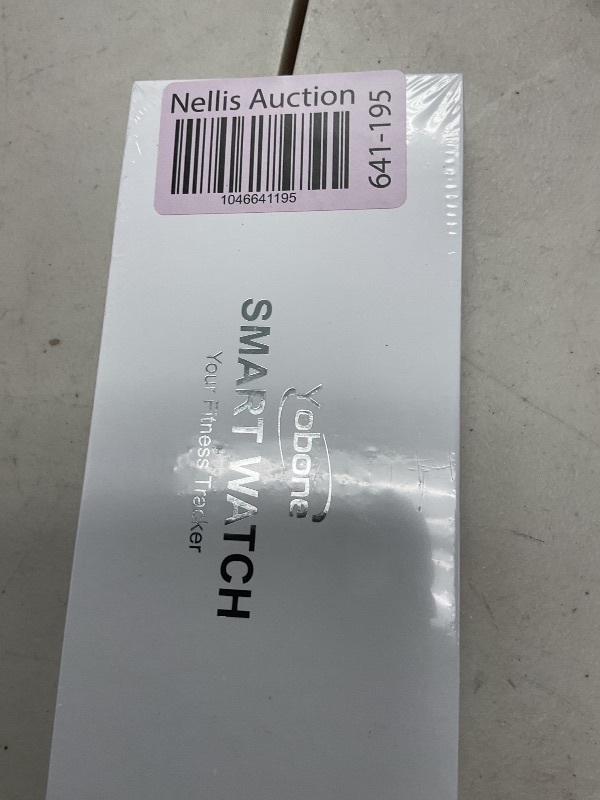 Nellis Auction
1046641195
641-195
Yobone
SMART WATCH
Your Fitness Tracker